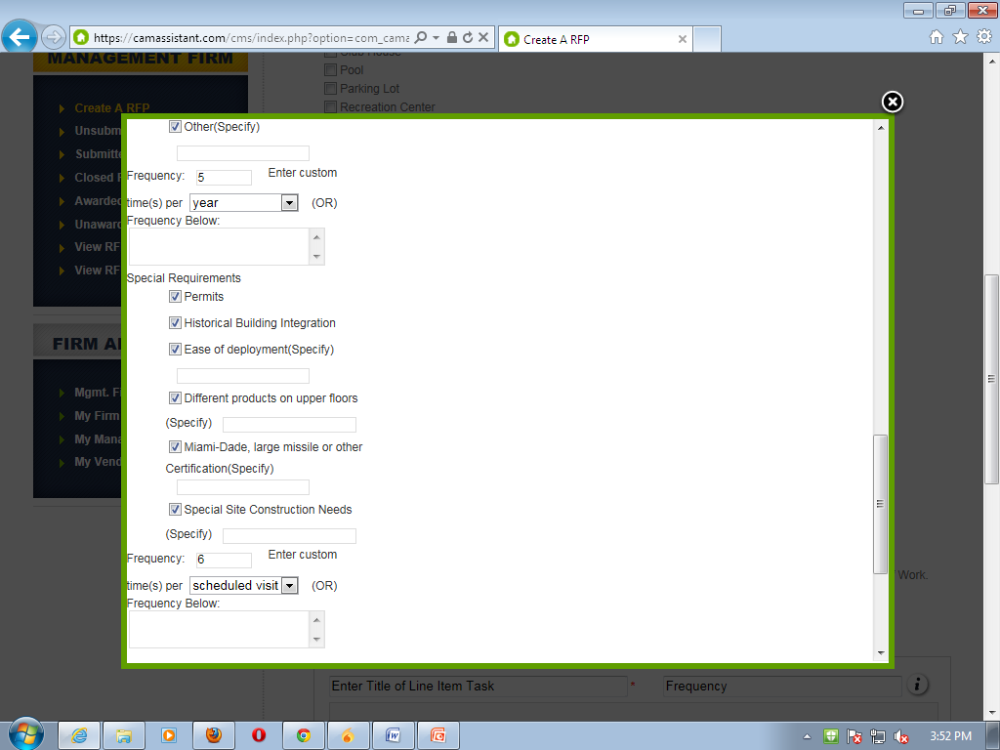 https://camassistant.com/cms/index.php?option=com_cama
Create A RFP
MANAGEMENT FIRM
Create A RFP
Unsubm
Submitte
Closed
Awarded
Unaward
View RF
View RF
FIRM A
Mgmt. Fi
My Firm
My Mana
My Vend
Club House
Pool
Parking Lot
Recreation Center
Other(Specify)
Frequency: 5 Enter custom
time(s) per year (OR)
Frequency Below:
Special Requirements
Permits
Historical Building Integration
Ease of deployment(Specify)
Different products on upper floors
(Specify)
Miami-Dade, large missile or other
Certification(Specify)
Special Site Construction Needs
(Specify)
Frequency: 6 Enter custom
time(s) per scheduled visit (OR)
Frequency Below:
Work.
Enter Title of Line Item Task * Frequency
3:52 PM